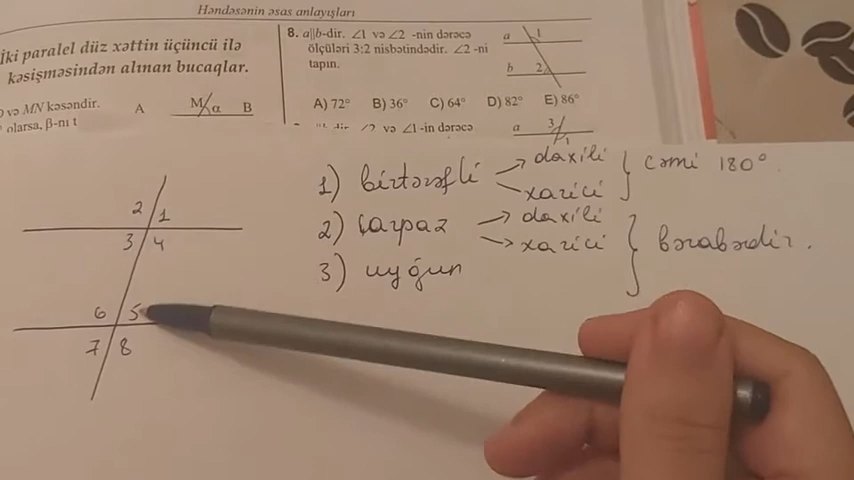 Həndəsənin əsas anlayışları
İki paralel düz xəttin üçüncü ilə
kəsişməsindən alınan bucaqlar.
və MN kəsəndir.
olarsa, β-nı t
A M α B
8. a||b-dir. ∠1 və ∠2 -nin dərəcə
ölçüləri 3:2 nisbətindədir. ∠2 -ni
tapın.
a 1
b 2
A) 72° B) 36° C) 64° D) 82° E) 86°
∠2 və ∠1-in dərəcə
a 3
1
2 1
3 4
6 5
7 8
1) birtərəfli → daxili
→ xarici } cəmi 180°.
2) çarpaz → daxili
→ xarici
3) uyğun } bərabərdir.